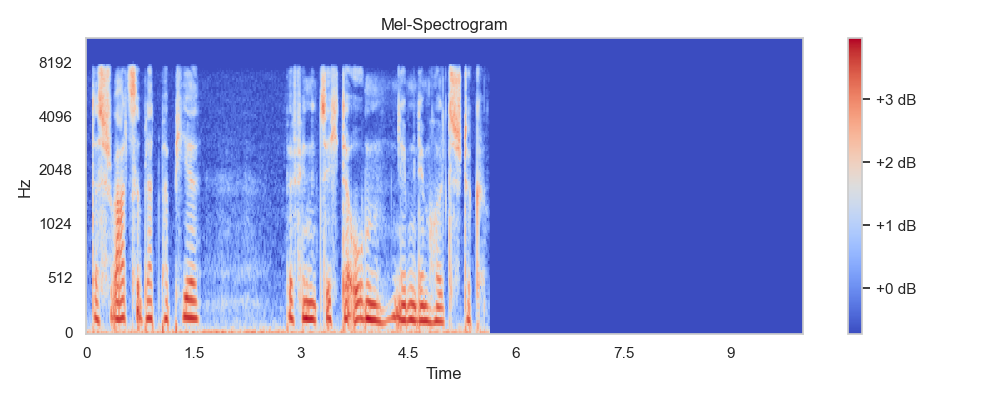 Mel-Spectrogram
8192
4096
2048
1024
512
0
Hz
0 1.5 3 4.5 6 7.5 9
Time
+3 dB
+2 dB
+1 dB
+0 dB